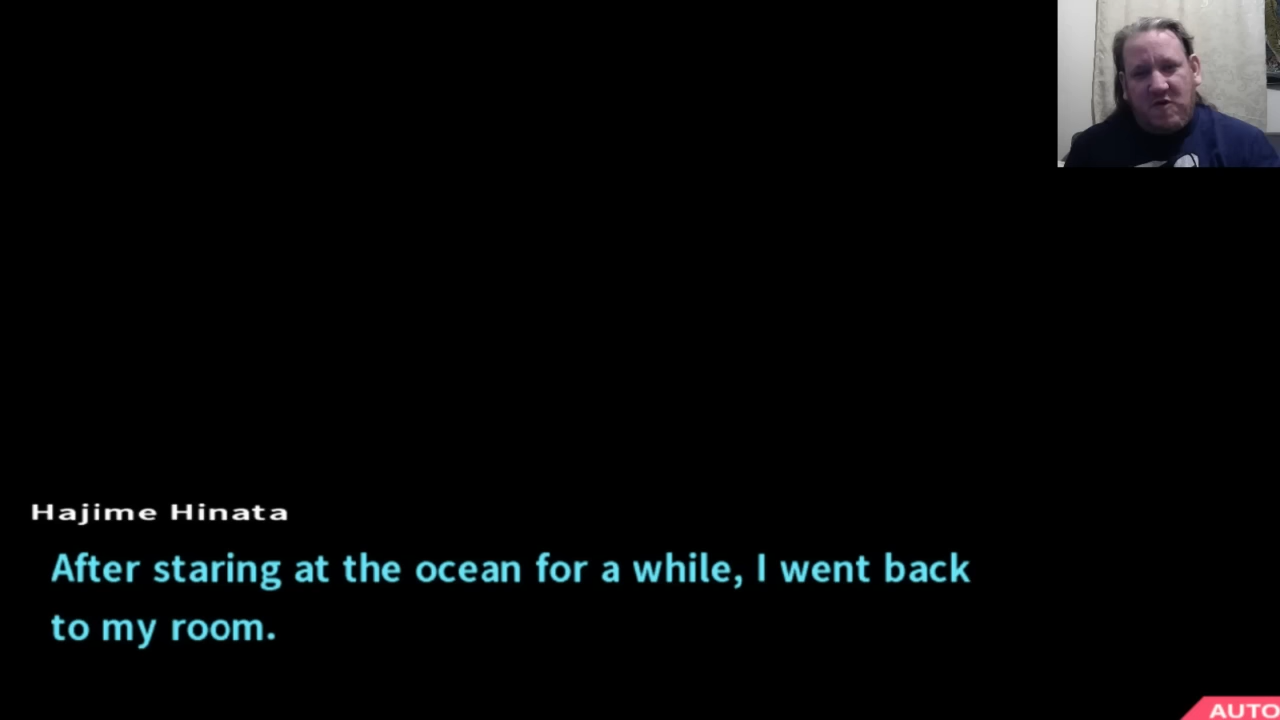 Hajime Hinata
After staring at the ocean for a while, I went back
to my room.
AUTO